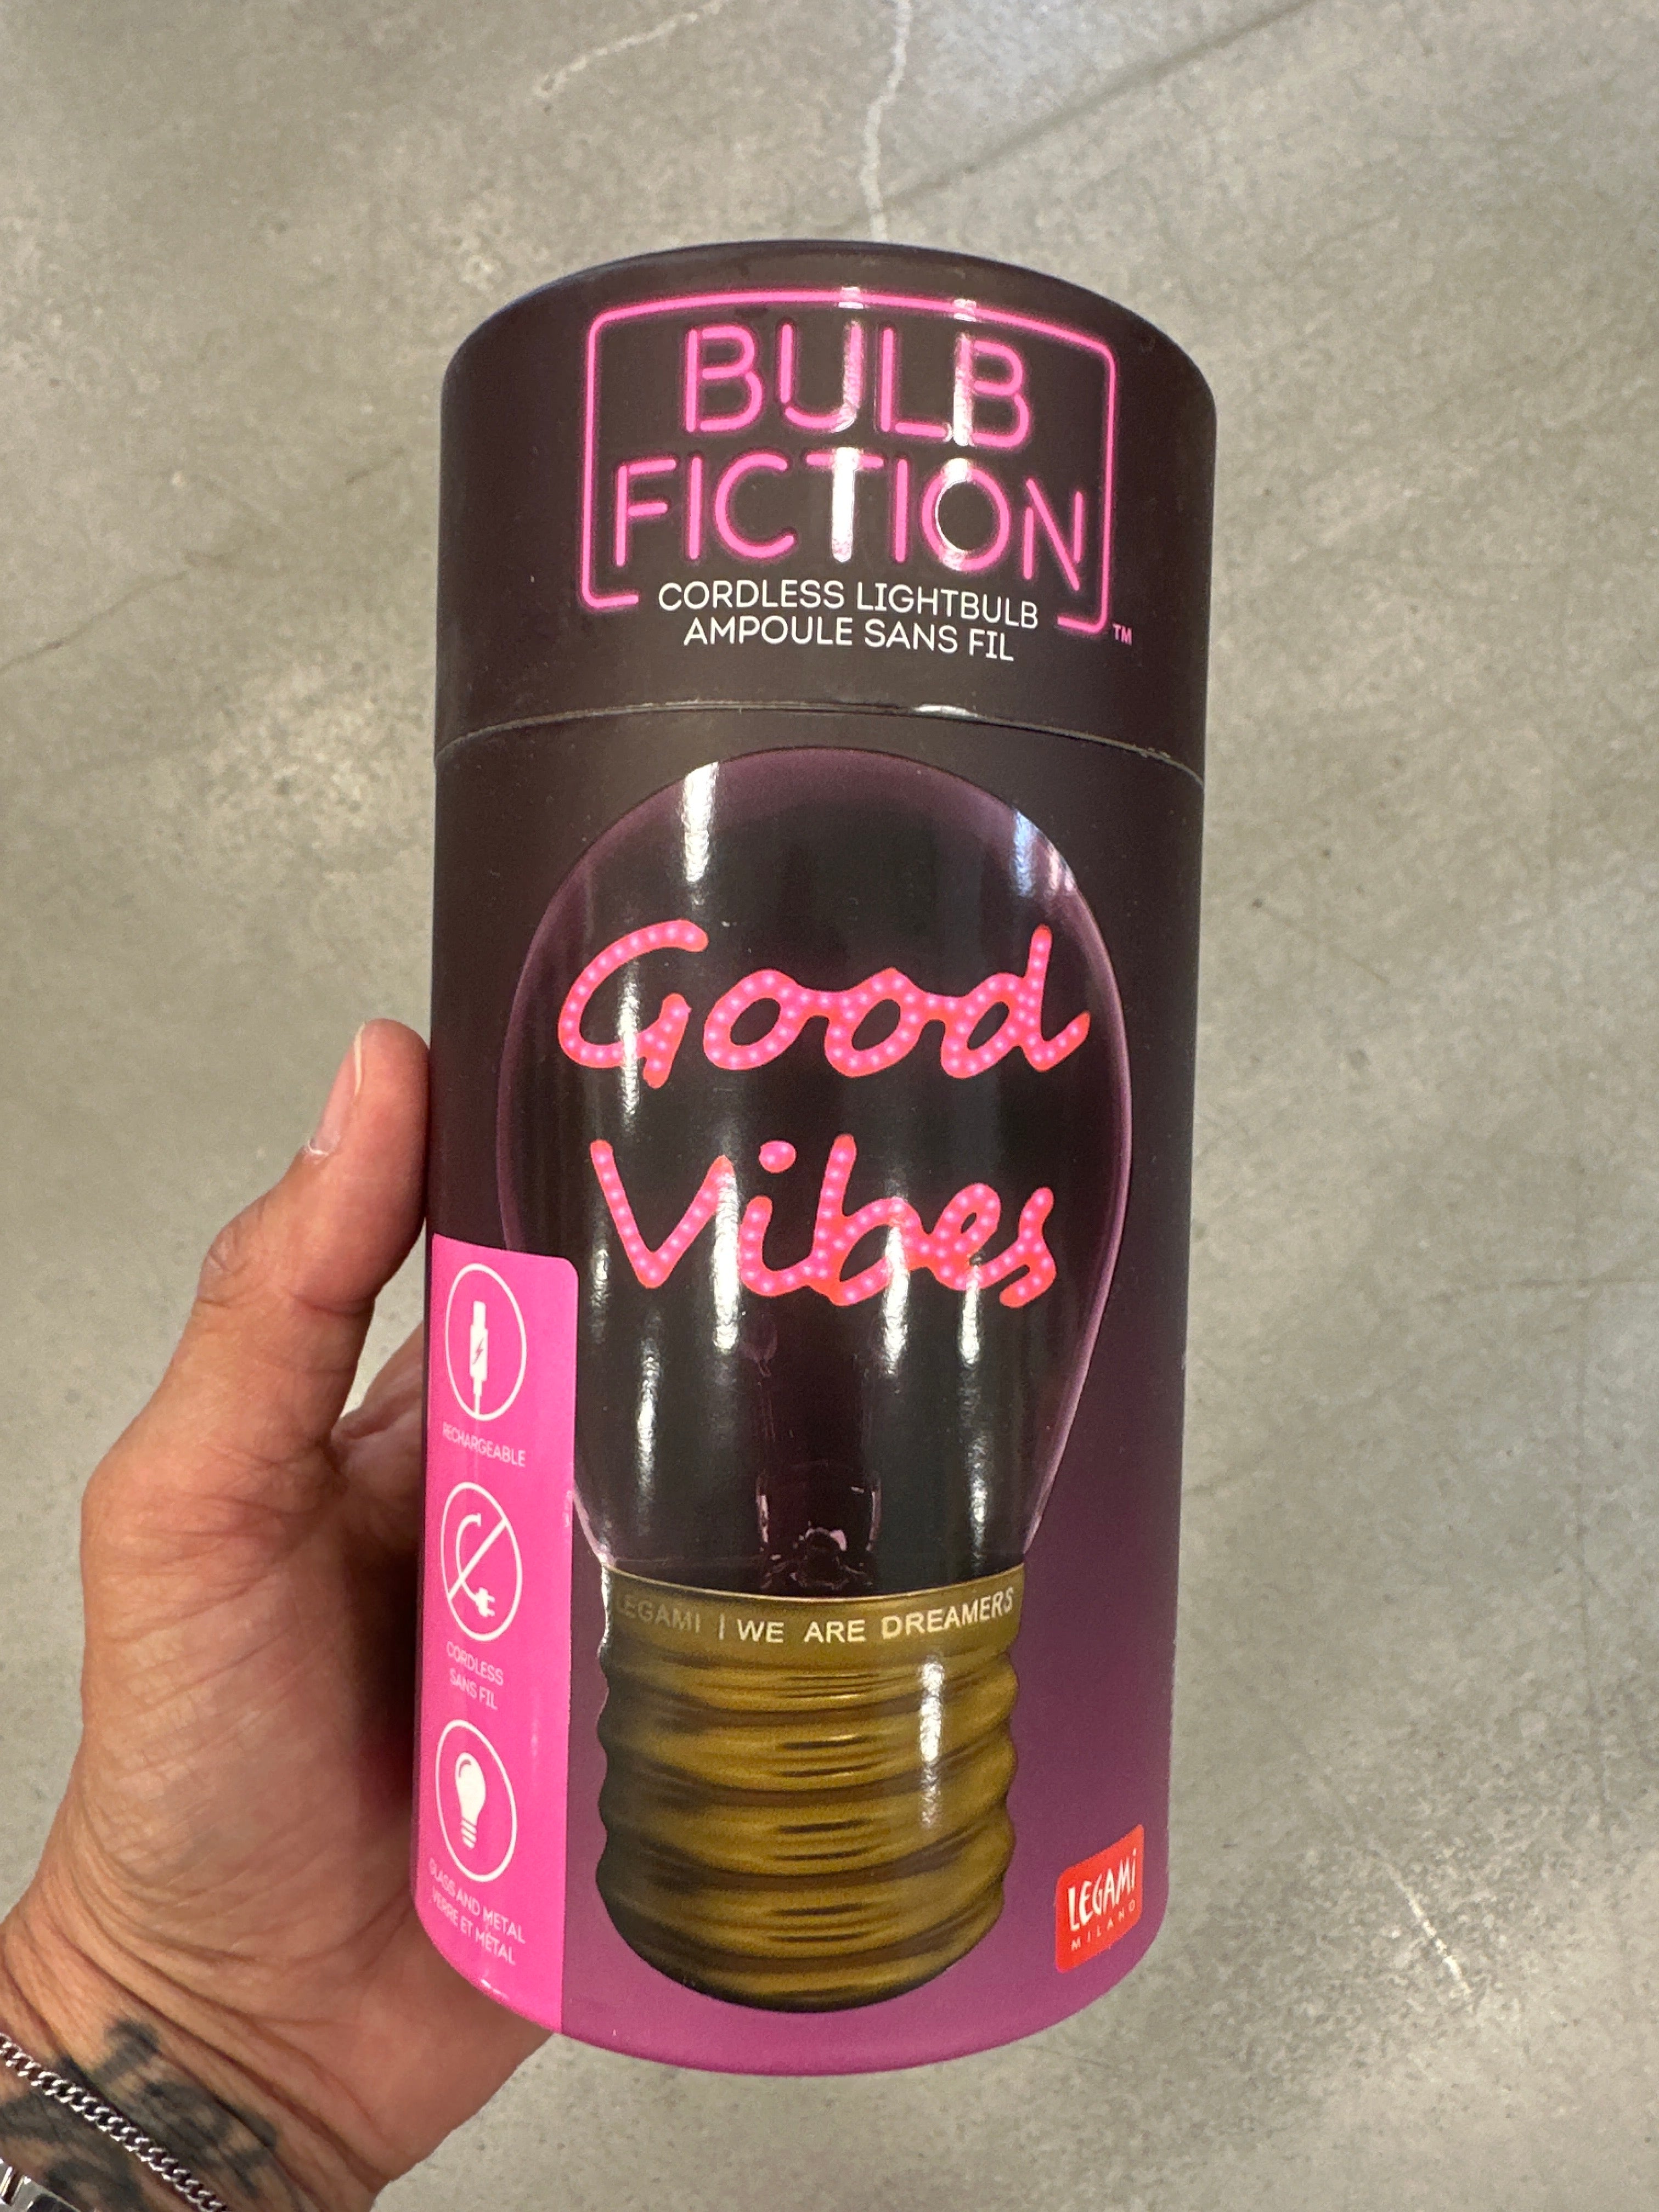 BULB
FICTION
CORDLESS LIGHTBULB
AMPOULE SANS FIL
TM
Good
Vibes
RECHARGEABLE
CORDLESS
SANS FIL
GLASS AND METAL
VERRE ET MÉTAL
LEGAMI | WE ARE DREAMERS
LEGAMI
MILANO